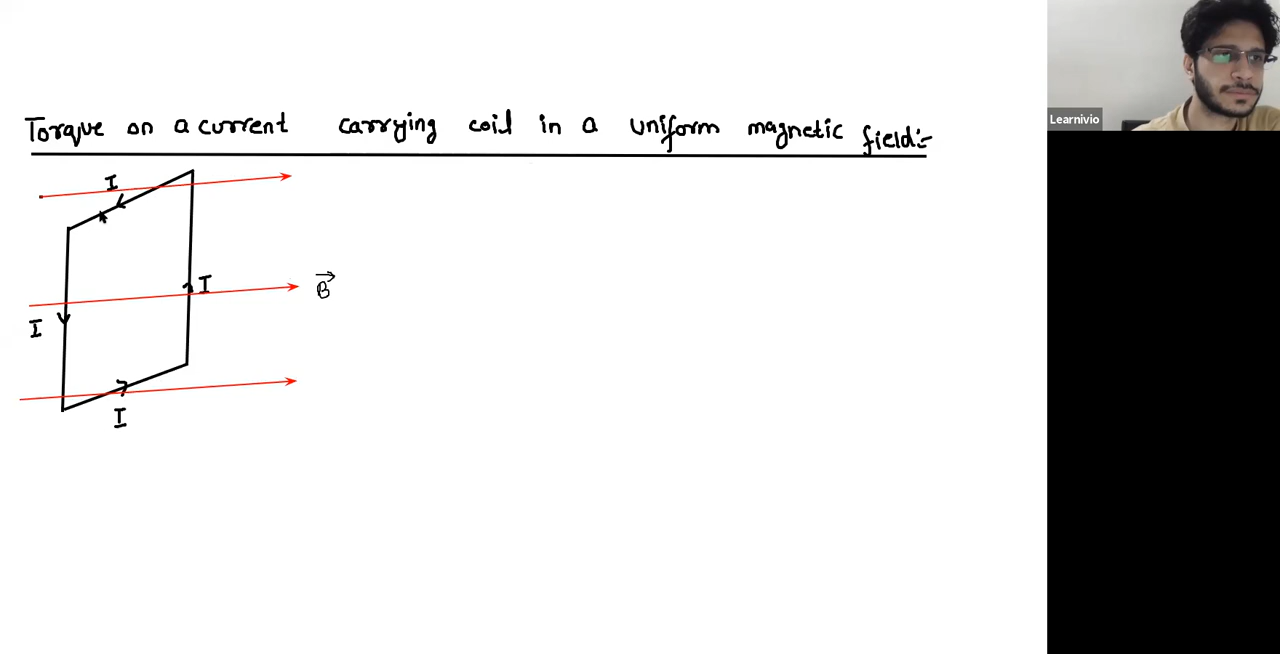 Torque on a current carrying coil in a uniform magnetic field:-
Learnivio
I
I
B
I
I